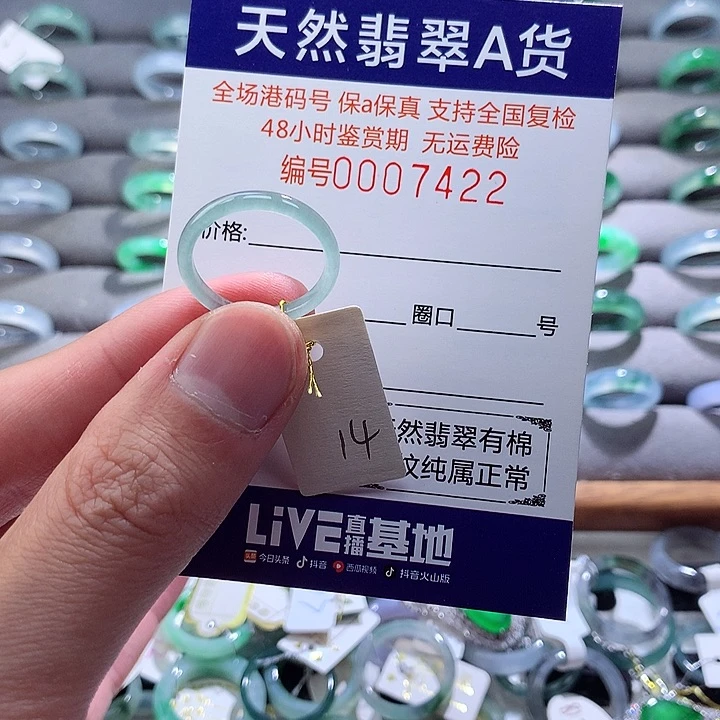 天然翡翠A货
全场港码号 保a保真 支持全国复检
48小时鉴赏期 无运费险
编号0007422
价格:
圈口 号
14
然翡翠有棉
纹纯属正常
LiVE直播基地
头条 今日头条 抖音 西瓜视频 抖音火山版